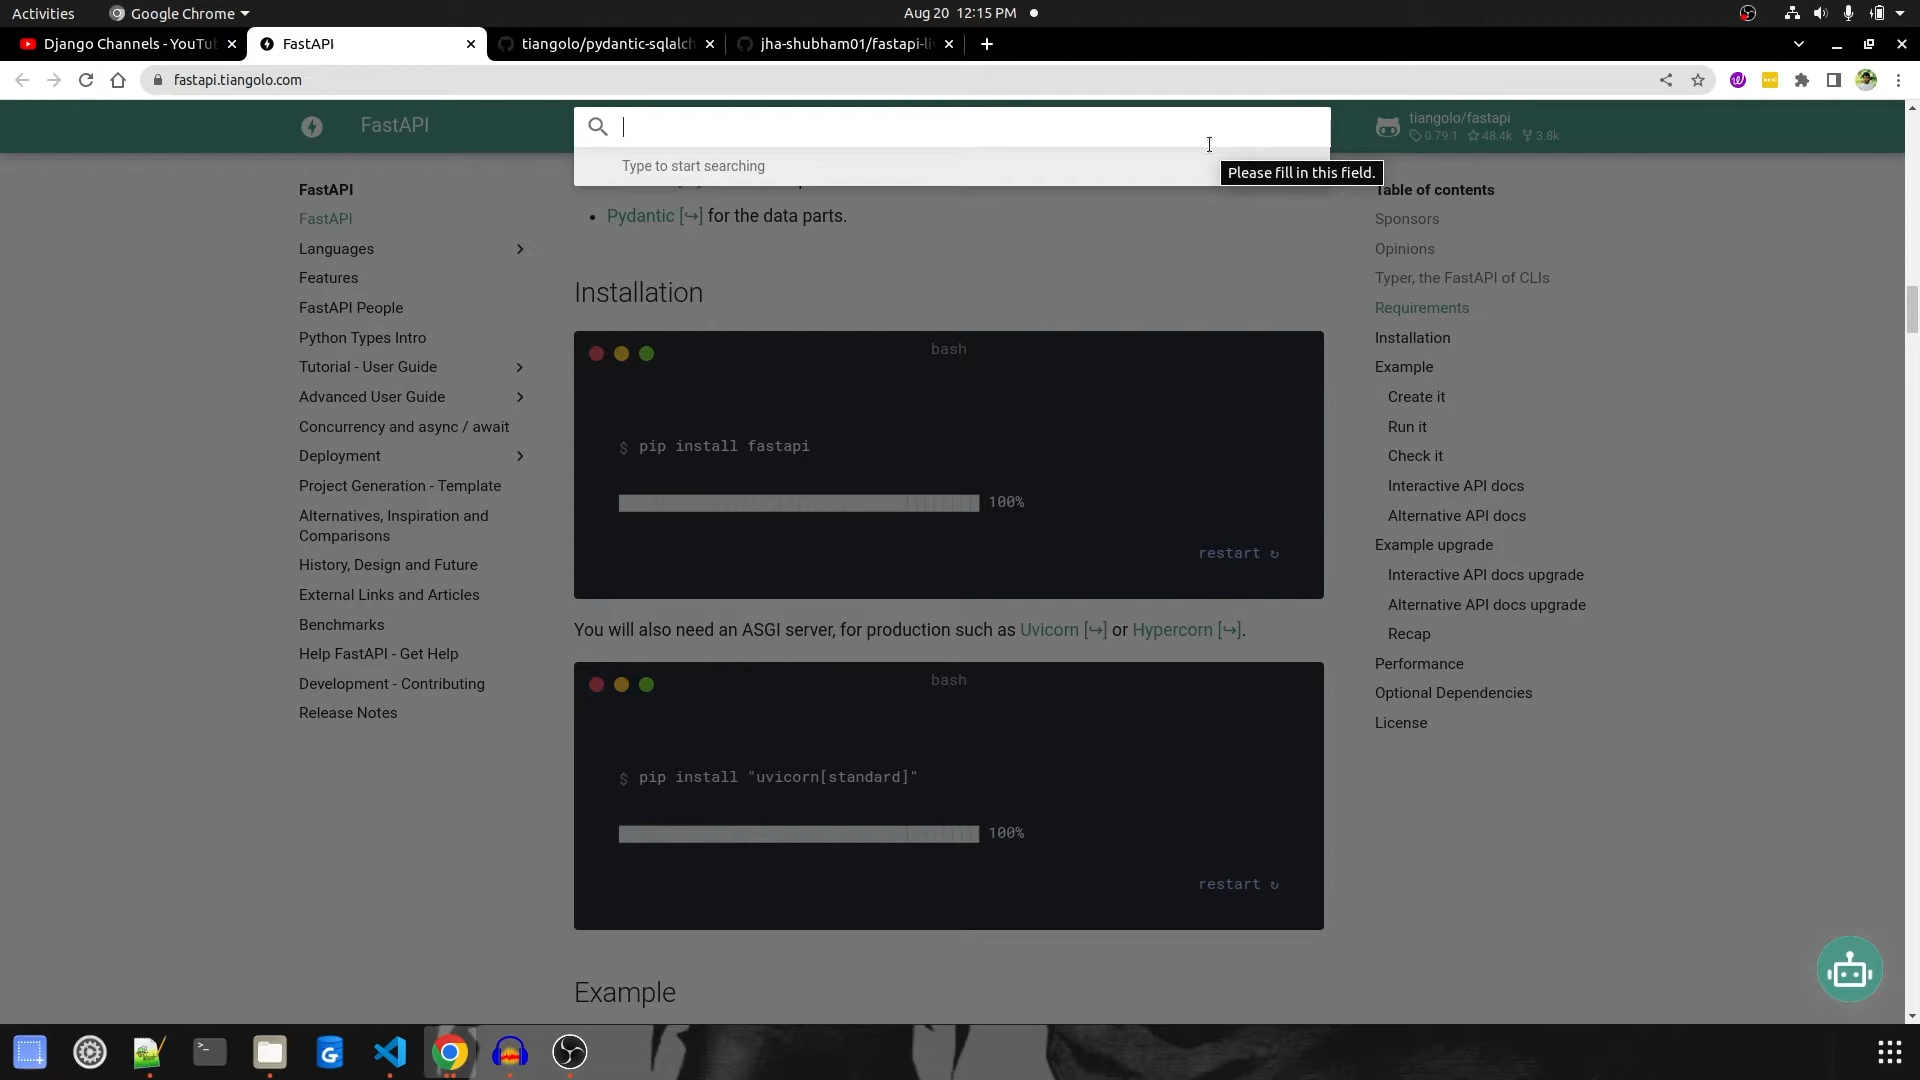 Activities
Google Chrome
Aug 20 12:15 PM
Django Channels - YouTu
FastAPI
tiangolo/pydantic-sqlalch
jha-shubham01/fastapi-li
fastapi.tiangolo.com
FastAPI
Type to start searching
Please fill in this field.
tiangolo/fastapi
0.79.1 48.4k 3.8k
FastAPI
FastAPI
Languages
Features
FastAPI People
Python Types Intro
Tutorial - User Guide
Advanced User Guide
Concurrency and async / await
Deployment
Project Generation - Template
Alternatives, Inspiration and
Comparisons
History, Design and Future
External Links and Articles
Benchmarks
Help FastAPI - Get Help
Development - Contributing
Release Notes
• Pydantic [↪] for the data parts.
Installation
bash
$ pip install fastapi
100%
restart ↻
You will also need an ASGI server, for production such as Uvicorn [↪] or Hypercorn [↪].
bash
$ pip install "uvicorn[standard]"
100%
restart ↻
Example
Table of contents
Sponsors
Opinions
Typer, the FastAPI of CLIs
Requirements
Installation
Example
Create it
Run it
Check it
Interactive API docs
Alternative API docs
Example upgrade
Interactive API docs upgrade
Alternative API docs upgrade
Recap
Performance
Optional Dependencies
License